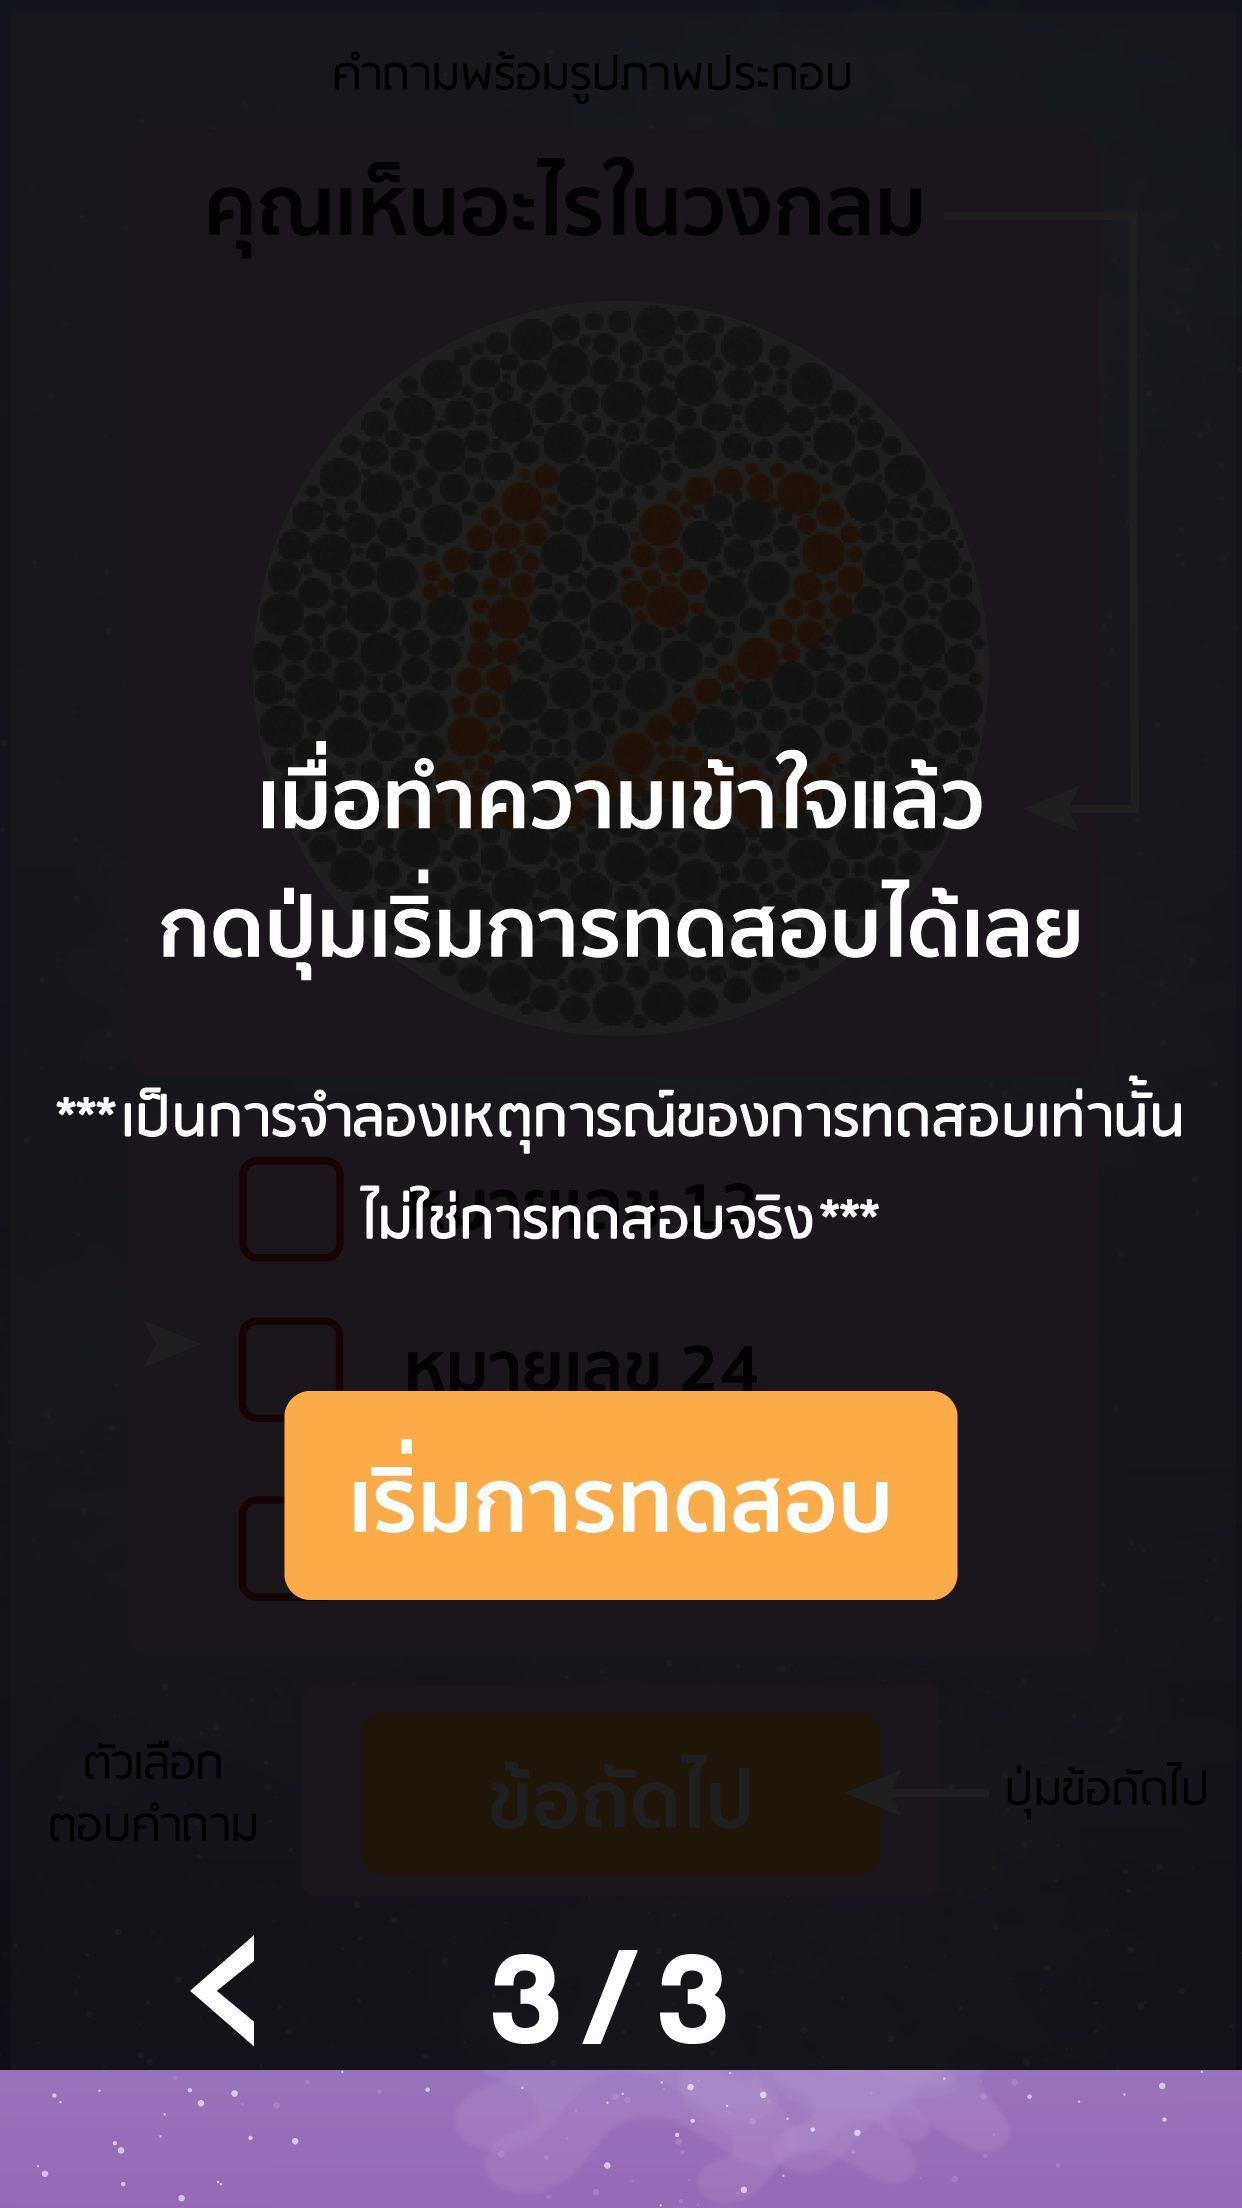 คำถามพร้อมรูปภาพประกอบ
คุณเห็นอะไรในวงกลม
เมื่อทำความเข้าใจแล้ว
กดปุ่มเริ่มการทดสอบได้เลย
***เป็นการจำลองเหตุการณ์ของการทดสอบเท่านั้น
หมายเลข 12
ไม่ใช่การทดสอบจริง***
หมายเลข 24
เริ่มการทดสอบ
ตัวเลือก
ตอบคำถาม
ข้อถัดไป
ปุ่มข้อถัดไป
3/3